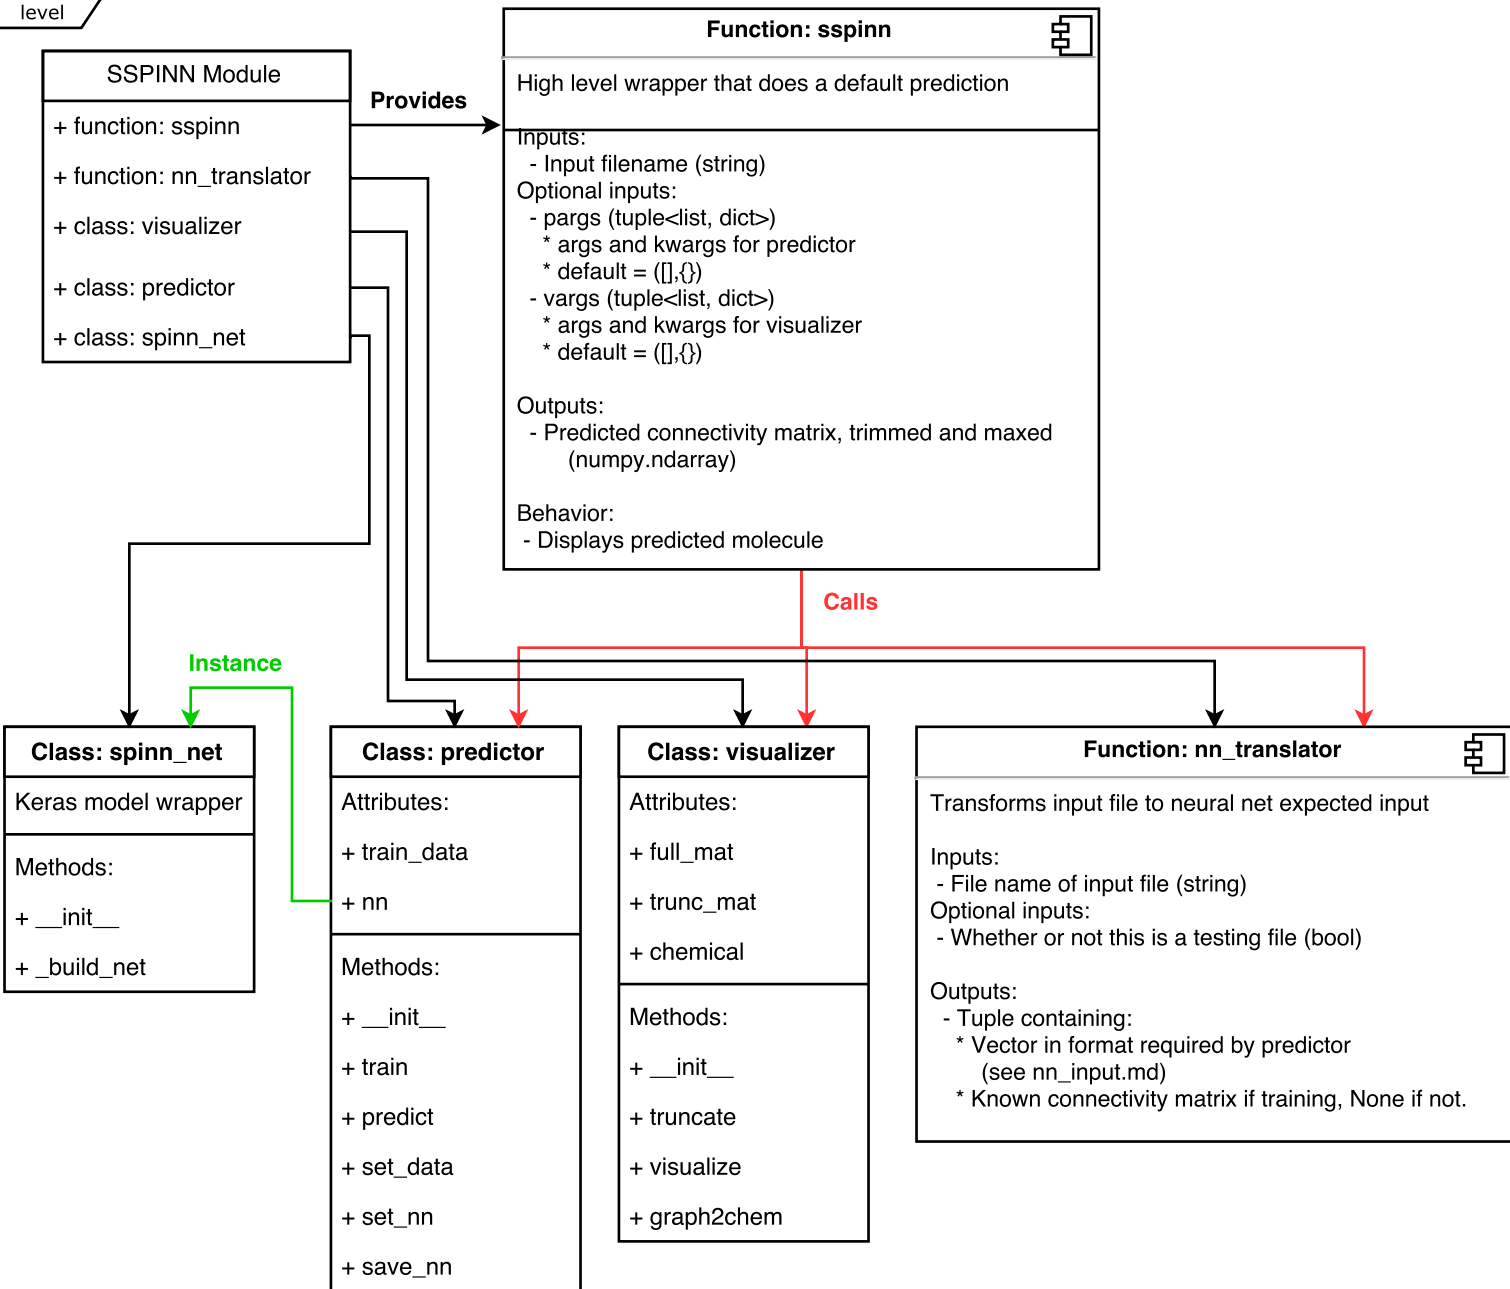 level
SSPINN Module
+ function: sspinn
+ function: nn_translator
+ class: visualizer
+ class: predictor
+ class: spinn_net
Provides
Function: sspinn
High level wrapper that does a default prediction
Inputs:
- Input filename (string)
Optional inputs:
- pargs (tuple<list, dict>)
* args and kwargs for predictor
* default = ([],{})
- vargs (tuple<list, dict>)
* args and kwargs for visualizer
* default = ([],{})
Outputs:
- Predicted connectivity matrix, trimmed and maxed
(numpy.ndarray)
Behavior:
- Displays predicted molecule
Calls
Instance
Class: spinn_net
Keras model wrapper
Methods:
+ __init__
+ _build_net
Class: predictor
Attributes:
+ train_data
+ nn
Methods:
+ __init__
+ train
+ predict
+ set_data
+ set_nn
+ save_nn
Class: visualizer
Attributes:
+ full_mat
+ trunc_mat
+ chemical
Methods:
+ __init__
+ truncate
+ visualize
+ graph2chem
Function: nn_translator
Transforms input file to neural net expected input
Inputs:
- File name of input file (string)
Optional inputs:
- Whether or not this is a testing file (bool)
Outputs:
- Tuple containing:
* Vector in format required by predictor
(see nn_input.md)
* Known connectivity matrix if training, None if not.